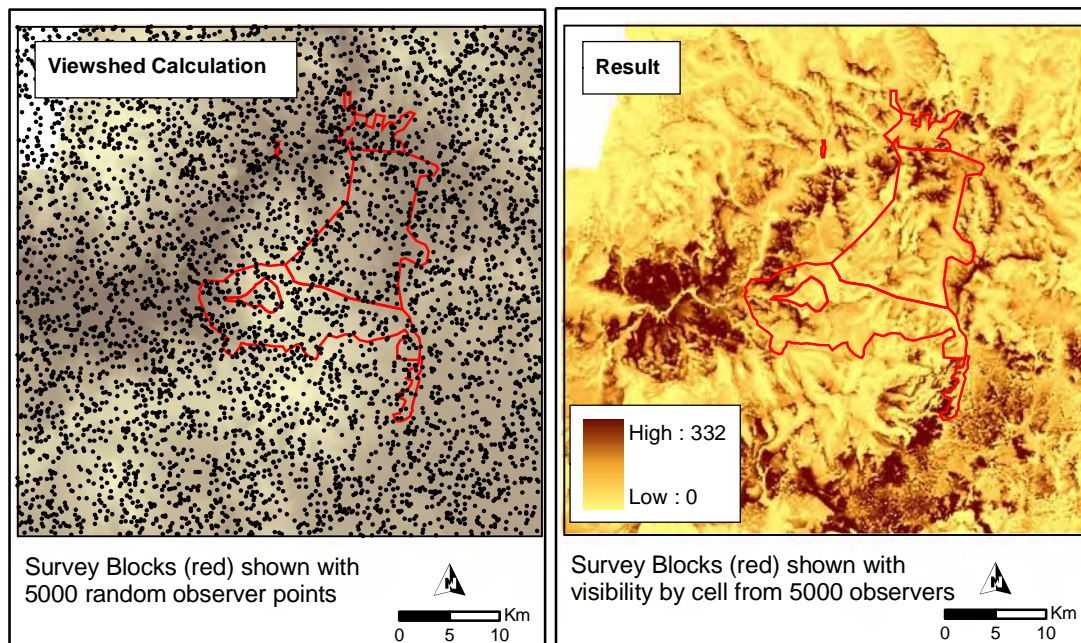 Viewshed Calculation
Survey Blocks (red) shown with
5000 random observer points
N
Km
0 5 10
Result
High : 332
Low : 0
Survey Blocks (red) shown with
visibility by cell from 5000 observers
N
Km
0 5 10